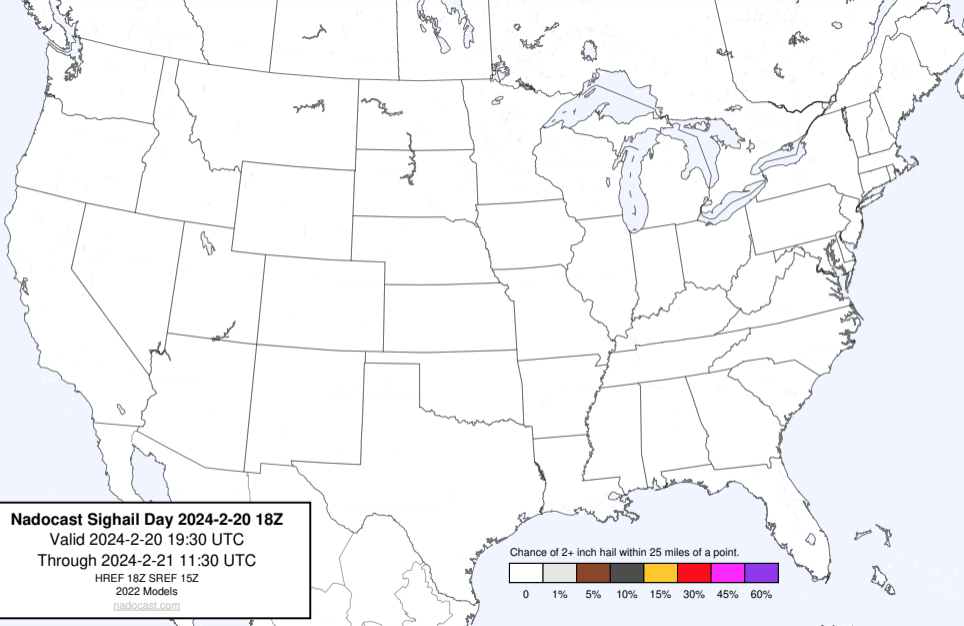 Nadocast Sighail Day 2024-2-20 18Z
Valid 2024-2-20 19:30 UTC
Through 2024-2-21 11:30 UTC
HREF 18Z SREF 15Z
2022 Models
nadocast.com
Chance of 2+ inch hail within 25 miles of a point.
0 1% 5% 10% 15% 30% 45% 60%